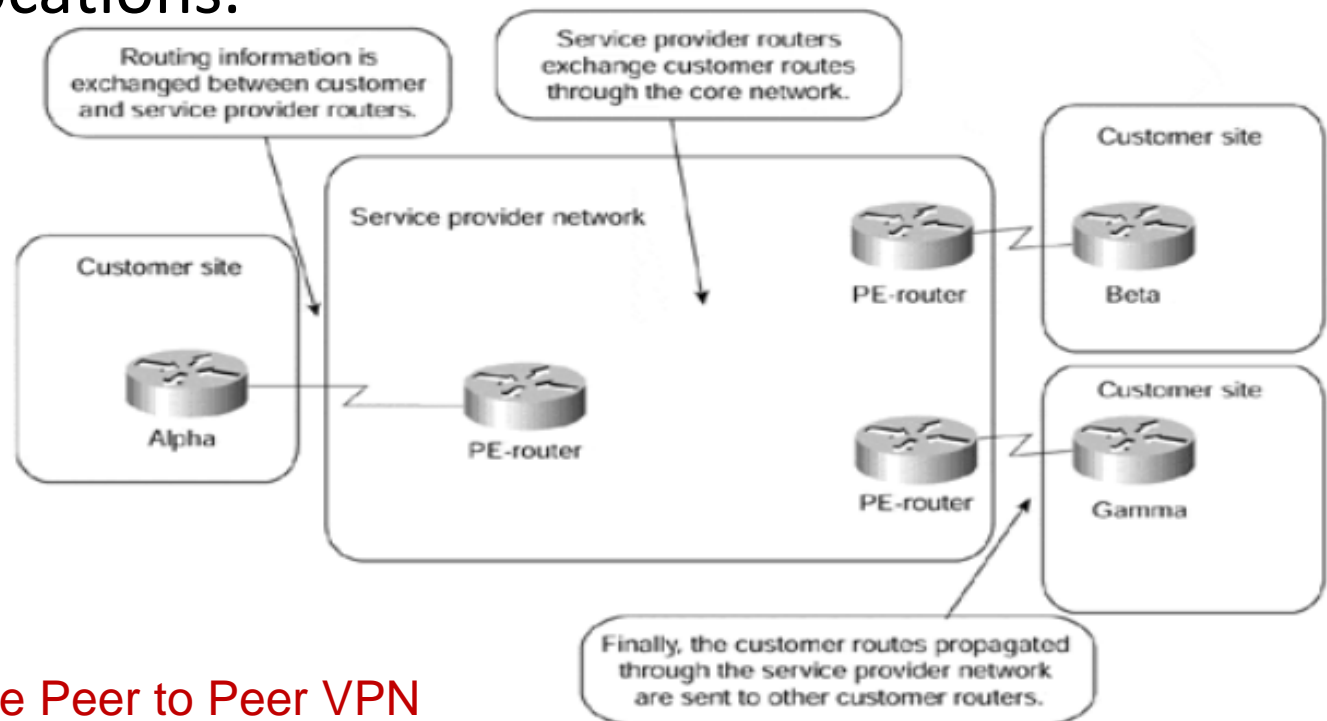 ocations.
Routing information is
exchanged between customer
and service provider routers.
Service provider routers
exchange customer routes
through the core network.
Customer site
Service provider network
Customer site
PE-router
Beta
Alpha
PE-router
Customer site
PE-router
Gamma
Finally, the customer routes propagated
through the service provider network
are sent to other customer routers.
e Peer to Peer VPN